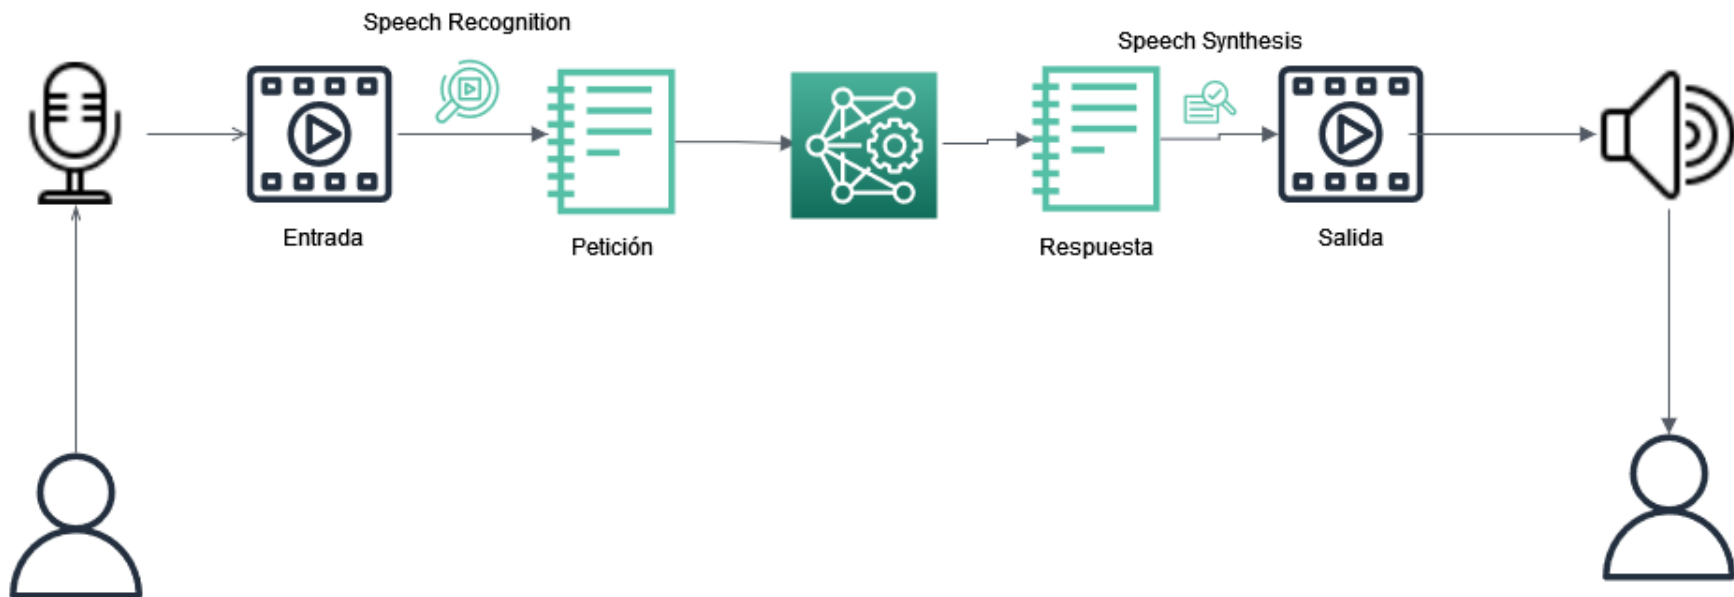 Speech Recognition
Speech Synthesis
Entrada
Petición
Respuesta
Salida